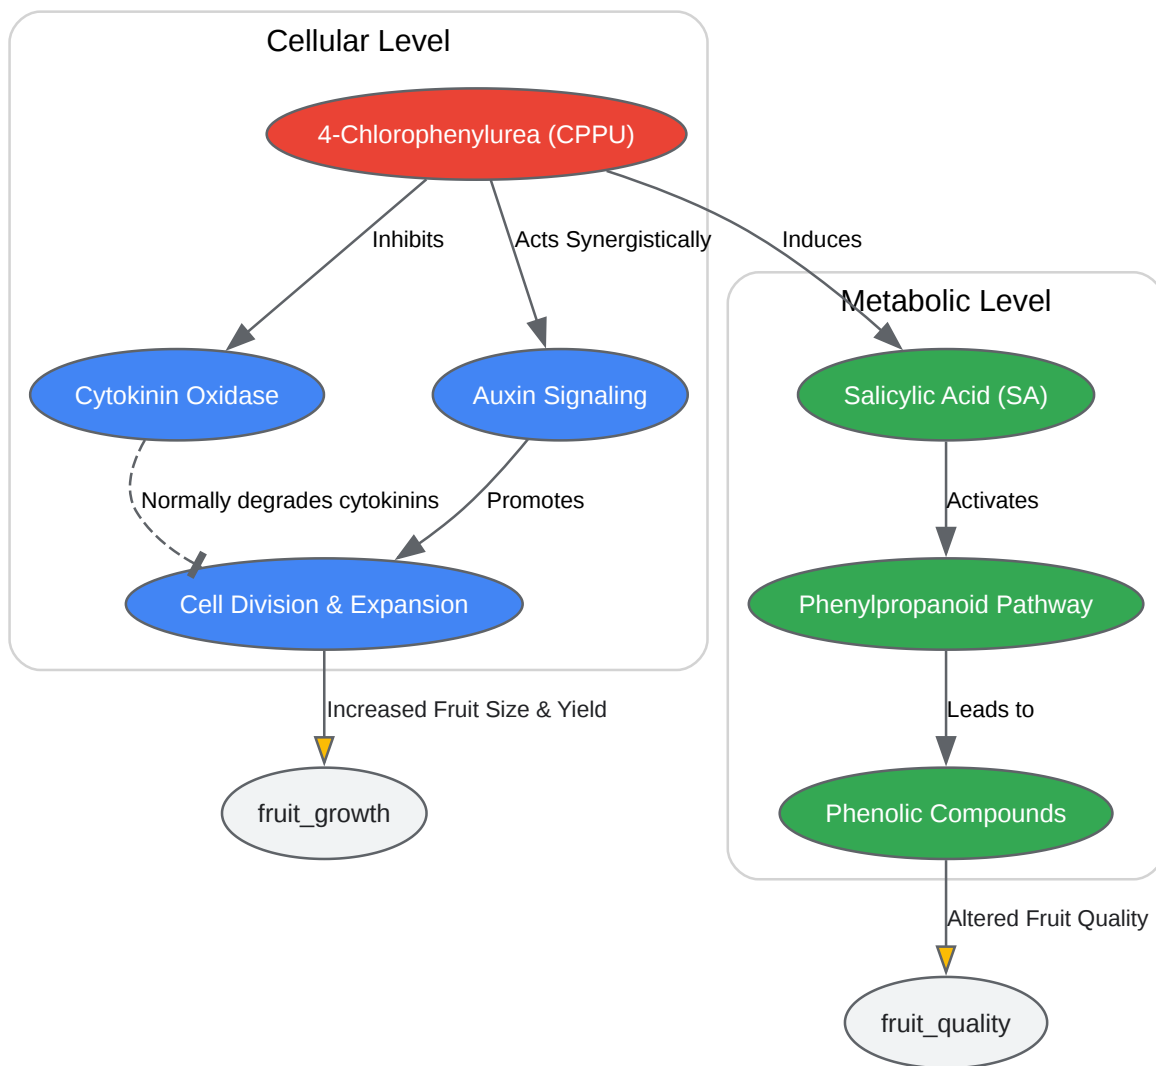 Cellular Level
4-Chlorophenylurea (CPPU)
Inhibits
Acts Synergistically
Induces
Metabolic Level
Cytokinin Oxidase
Auxin Signaling
Salicylic Acid (SA)
Normally degrades cytokinins
Promotes
Activates
Cell Division & Expansion
Phenylpropanoid Pathway
Increased Fruit Size & Yield
Leads to
fruit_growth
Phenolic Compounds
Altered Fruit Quality
fruit_quality